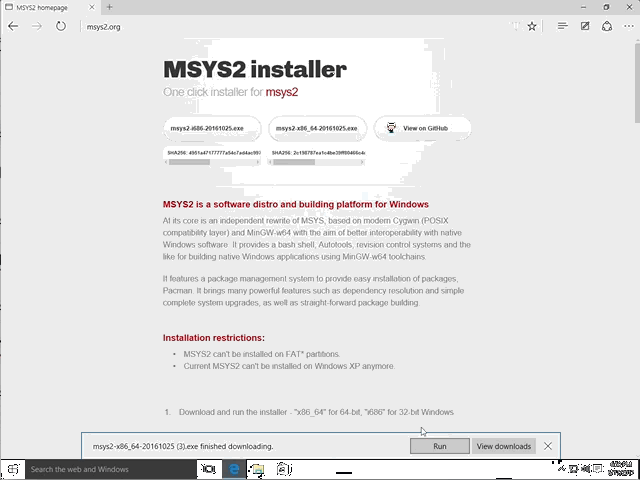 MSYS2 homepage
msys2.org
MSYS2 installer
One click installer for msys2
msys2-i686-20161025.exe
msys2-x86_64-20161025.exe
View on GitHub
MSYS2 is a software distro and building platform for Windows
At its core is an independent rewrite of MSYS, based on modern Cygwin (POSIX
compatibility layer) and MinGW-w64 with the aim of better interoperability with native
Windows software. It provides a bash shell, Autotools, revision control systems and the
like for building native Windows applications using MinGW-w64 toolchains.
It features a package management system to provide easy installation of packages,
Pacman. It brings many powerful features such as dependency resolution and simple
complete system upgrades, as well as straight-forward package building.
Installation restrictions:
• MSYS2 can't be installed on FAT* partitions.
• Current MSYS2 can't be installed on Windows XP anymore.
1. Download and run the installer - "x86_64" for 64-bit, "i686" for 32-bit Windows
msys2-x86_64-20161025 (3).exe finished downloading.
Run
View downloads
Search the web and Windows